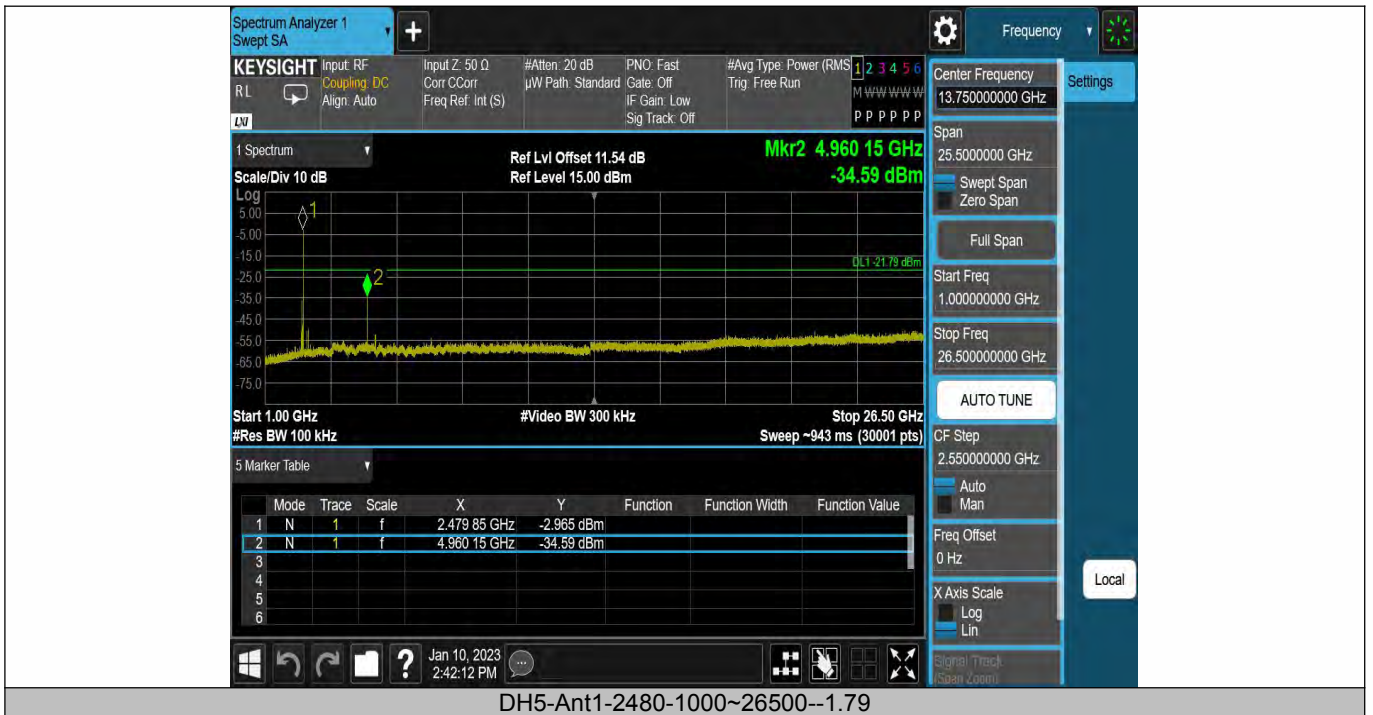 Spectrum Analyzer 1
Swept SA
+
Frequency
KEYSIGHT
Input: RF
Input Z: 50 Ω
#Atten: 20 dB
PNO: Fast
#Avg Type: Power (RMS
1 2 3 4 5 6
RL
Coupling: DC
Corr CCorr
µW Path: Standard
Gate: Off
Trig: Free Run
M W W W W W
Align: Auto
Freq Ref: Int (S)
IF Gain: Low
LXI
Sig Track: Off
P P P P P P
Center Frequency
13.750000000 GHz
Settings
1 Spectrum
Ref Lvl Offset 11.54 dB
Mkr2 4.960 15 GHz
Scale/Div 10 dB
Ref Level 15.00 dBm
-34.59 dBm
Log
5.00
-5.00
-15.0
-25.0
-35.0
-45.0
-55.0
-65.0
-75.0
1
2
DL1 -21.79 dBm
Start 1.00 GHz
#Video BW 300 kHz
Stop 26.50 GHz
#Res BW 100 kHz
Sweep ~943 ms (30001 pts)
Span
25.5000000 GHz
Swept Span
Zero Span
Full Span
Start Freq
1.000000000 GHz
Stop Freq
26.500000000 GHz
AUTO TUNE
CF Step
2.550000000 GHz
Auto
Man
Freq Offset
0 Hz
X Axis Scale
Log
Lin
Signal Track
(Span Zoom)
Local
5 Marker Table
Mode Trace Scale X Y Function Function Width Function Value
1 N 1 f 2.479 85 GHz -2.965 dBm
2 N 1 f 4.960 15 GHz -34.59 dBm
3
4
5
6
?
Jan 10, 2023
2:42:12 PM
DH5-Ant1-2480-1000~26500--1.79